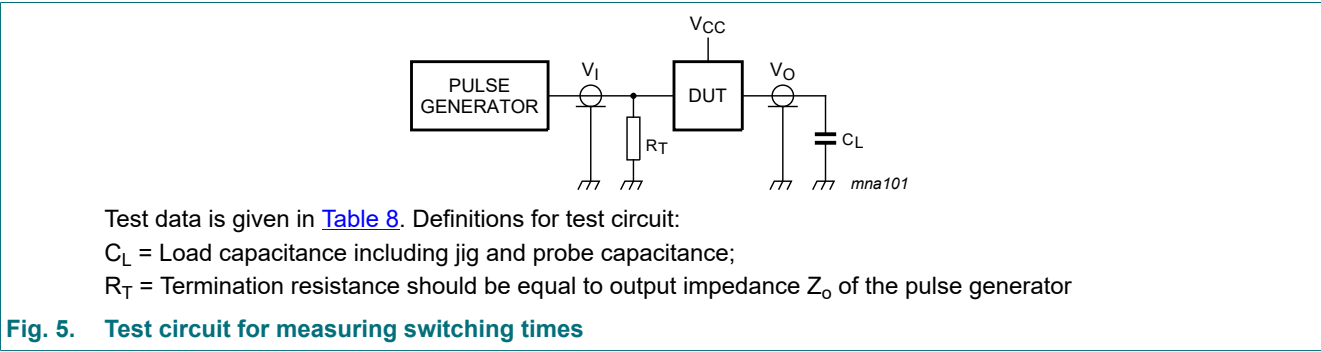 VCC
PULSE
GENERATOR
VI
DUT
VO
RT
CL
mna101
Test data is given in Table 8. Definitions for test circuit:
CL = Load capacitance including jig and probe capacitance;
RT = Termination resistance should be equal to output impedance Zo of the pulse generator
Fig. 5. Test circuit for measuring switching times